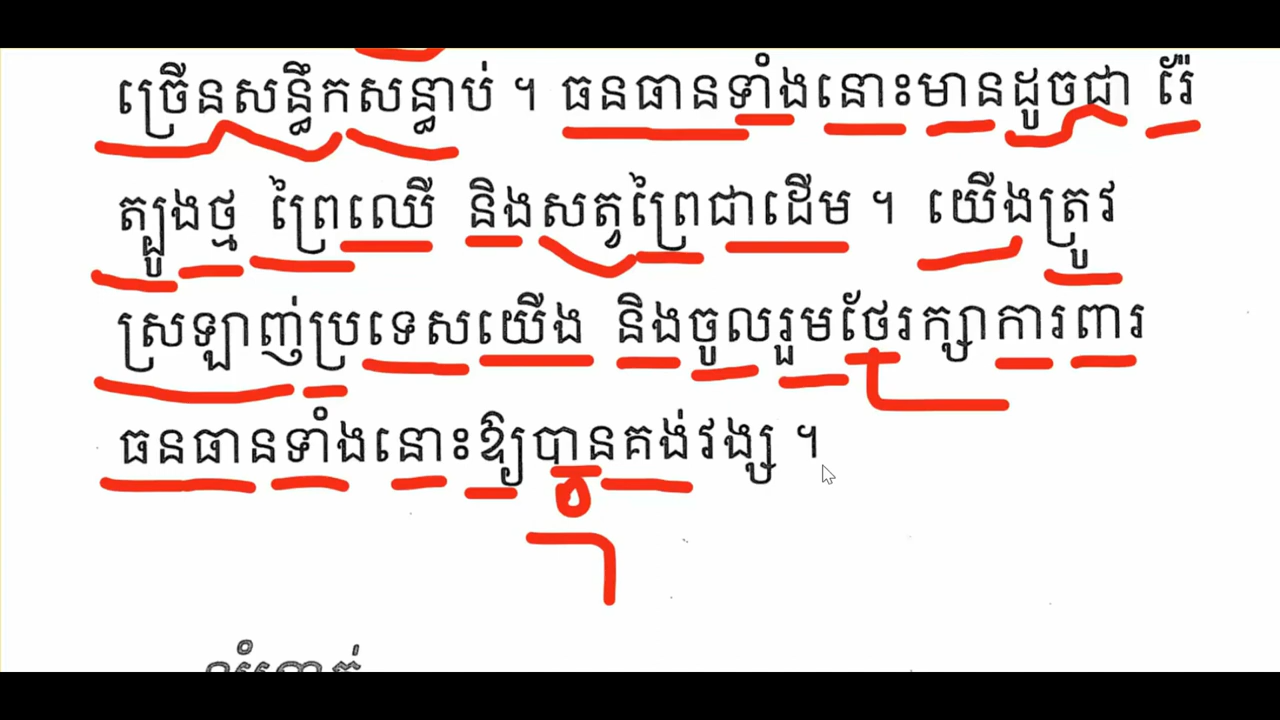 ច្រើនសន្ធឹកសន្ធាប់ ។ ធនធានទាំងនោះមានដូចជា រ៉ែ
ត្បូងថ្ម ព្រៃឈើ និងសត្វព្រៃជាដើម ។ យើងត្រូវ
ស្រឡាញ់ប្រទេសយើង និងចូលរួមថែរក្សាការពារ
ធនធានទាំងនោះឱ្យបានគង់វង្ស ។